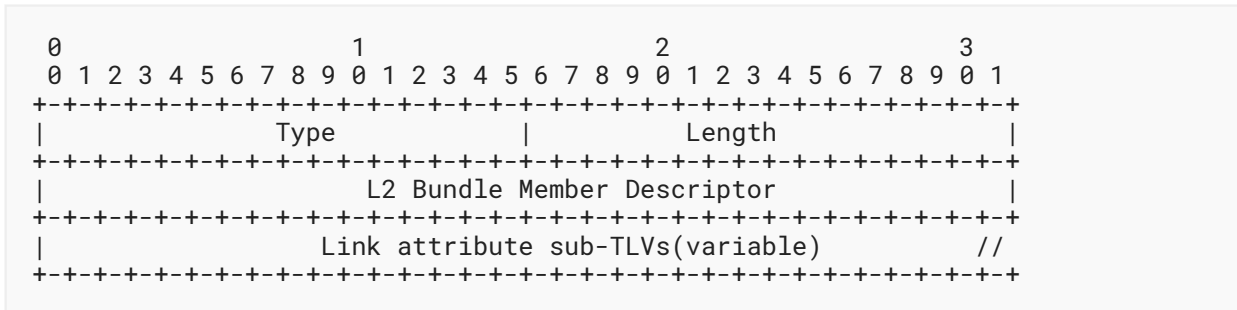 0                   1                   2                   3
 0 1 2 3 4 5 6 7 8 9 0 1 2 3 4 5 6 7 8 9 0 1 2 3 4 5 6 7 8 9 0 1
+-+-+-+-+-+-+-+-+-+-+-+-+-+-+-+-+-+-+-+-+-+-+-+-+-+-+-+-+-+-+-+-+
|               Type            |          Length               |
+-+-+-+-+-+-+-+-+-+-+-+-+-+-+-+-+-+-+-+-+-+-+-+-+-+-+-+-+-+-+-+-+
|                     L2 Bundle Member Descriptor               |
+-+-+-+-+-+-+-+-+-+-+-+-+-+-+-+-+-+-+-+-+-+-+-+-+-+-+-+-+-+-+-+-+
|                  Link attribute sub-TLVs(variable)          //
+-+-+-+-+-+-+-+-+-+-+-+-+-+-+-+-+-+-+-+-+-+-+-+-+-+-+-+-+-+-+-+-+